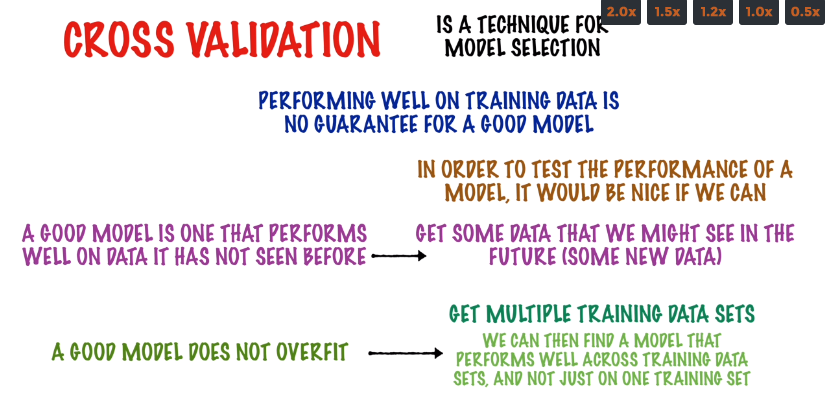 2.0x 1.5x 1.2x 1.0x 0.5x
CROSS VALIDATION
IS A TECHNIQUE FOR
MODEL SELECTION
PERFORMING WELL ON TRAINING DATA IS
NO GUARANTEE FOR A GOOD MODEL
IN ORDER TO TEST THE PERFORMANCE OF A
MODEL, IT WOULD BE NICE IF WE CAN
A GOOD MODEL IS ONE THAT PERFORMS
WELL ON DATA IT HAS NOT SEEN BEFORE
GET SOME DATA THAT WE MIGHT SEE IN THE
FUTURE (SOME NEW DATA)
A GOOD MODEL DOES NOT OVERFIT
GET MULTIPLE TRAINING DATA SETS
WE CAN THEN FIND A MODEL THAT
PERFORMS WELL ACROSS TRAINING DATA
SETS, AND NOT JUST ON ONE TRAINING SET